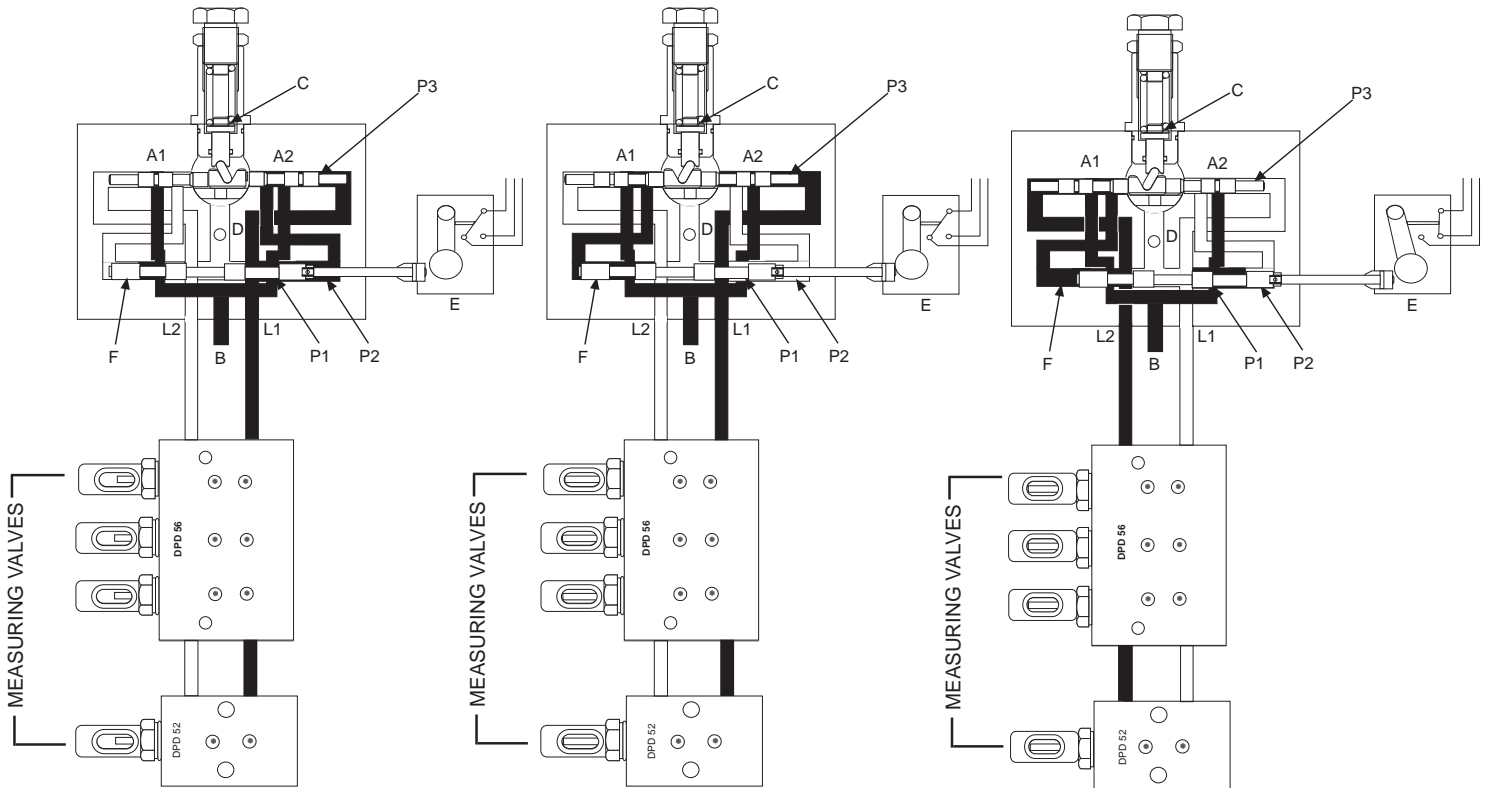 C
P3
A1
A2
D
E
L2
L1
F
B
P1
P2
MEASURING VALVES
DPD 56
DPD 52
C
P3
A1
A2
D
E
L2
L1
F
B
P1
P2
MEASURING VALVES
DPD 56
DPD 52
C
P3
A1
A2
D
E
L2
L1
F
B
P1
P2
MEASURING VALVES
DPD 56
DPD 52